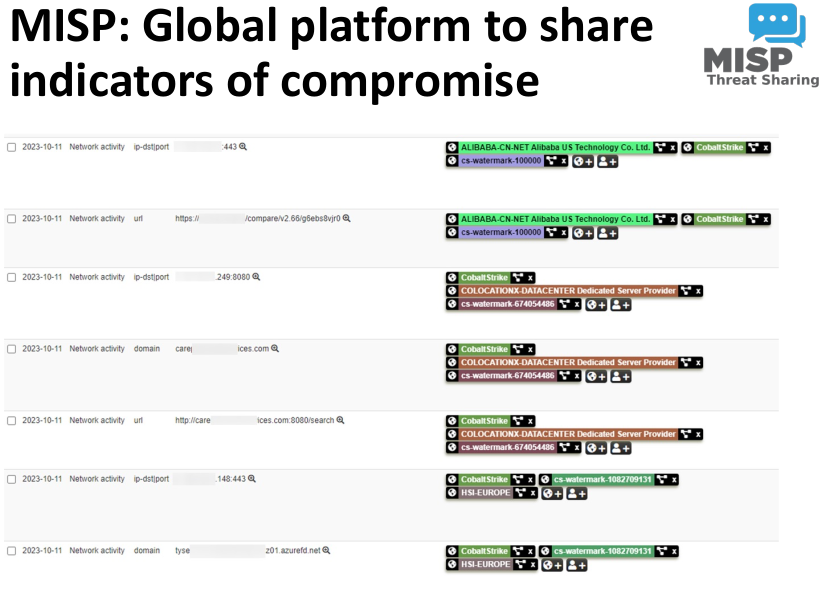 MISP: Global platform to share
indicators of compromise
MISP
Threat Sharing
2023-10-11 Network activity ip-dst|port :443 ALIBABA-CN-NET Alibaba US Technology Co. Ltd. x CobaltStrike x
cs-watermark-100000 x + +
2023-10-11 Network activity url https:// /compare/v2.66/g6ebs8vjr0 ALIBABA-CN-NET Alibaba US Technology Co. Ltd. x CobaltStrike x
cs-watermark-100000 x + +
2023-10-11 Network activity ip-dst|port .249:8080 CobaltStrike x
COLOCATIONX-DATACENTER Dedicated Server Provider x
cs-watermark-674054486 x + +
2023-10-11 Network activity domain care ices.com CobaltStrike x
COLOCATIONX-DATACENTER Dedicated Server Provider x
cs-watermark-674054486 x + +
2023-10-11 Network activity url http://care ices.com:8080/search CobaltStrike x
COLOCATIONX-DATACENTER Dedicated Server Provider x
cs-watermark-674054486 x + +
2023-10-11 Network activity ip-dst|port .148:443 CobaltStrike x cs-watermark-1082709131 x
HSI-EUROPE x + +
2023-10-11 Network activity domain tyse z01.azurefd.net CobaltStrike x cs-watermark-1082709131 x
HSI-EUROPE x + +